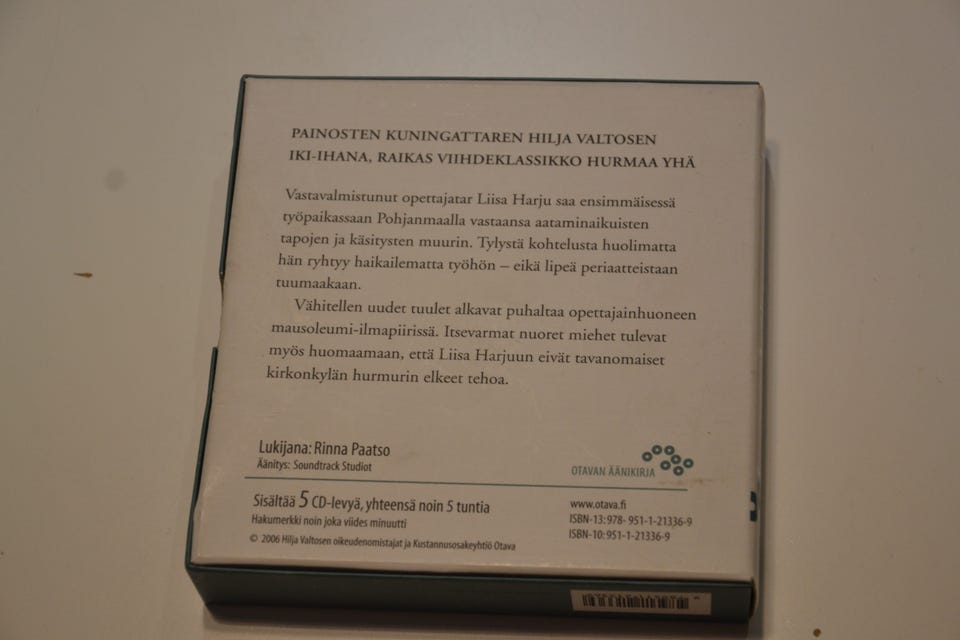 PAINOSTEN KUNINGATTAREN HILJA VALTOSEN
IKI-IHANA, RAIKAS VIIHDEKLASSIKKO HURMAA YHÄ
Vastavalmistunut opettajatar Liisa Harju saa ensimmäisessä
työpaikassaan Pohjanmaalla vastaansa aataminaikuisten
tapojen ja käsitysten muurin. Tylystä kohtelusta huolimatta
hän ryhtyy haikailematta työhön – eikä lipeä periaatteistaan
tuumaakaan.
Vähitellen uudet tuulet alkavat puhaltaa opettajainhuoneen
mausoleumi-ilmapiirissä. Itsevarmat nuoret miehet tulevat
myös huomaamaan, että Liisa Harjuun eivät tavanomaiset
kirkonkylän hurmurin elkeet tehoa.
Lukijana: Rinna Paatso
Äänitys: Soundtrack Studiot
OTAVAN ÄÄNIKIRJA
Sisältää 5 CD-levyä, yhteensä noin 5 tuntia
Hakumerkki noin joka viides minuutti
© 2006 Hilja Valtosen oikeudenomistajat ja Kustannusosakeyhtiö Otava
www.otava.fi
ISBN-13: 978- 951-1-21336-9
ISBN-10: 951-1-21336-9